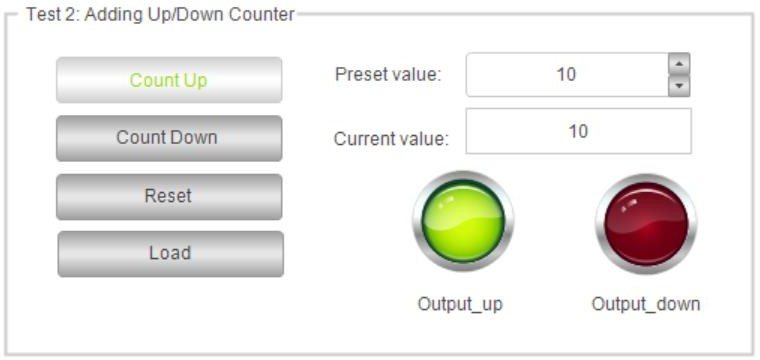 Test 2: Adding Up/Down Counter
Count Up
Preset value:
10
Count Down
Current value:
10
Reset
Load
Output_up
Output_down